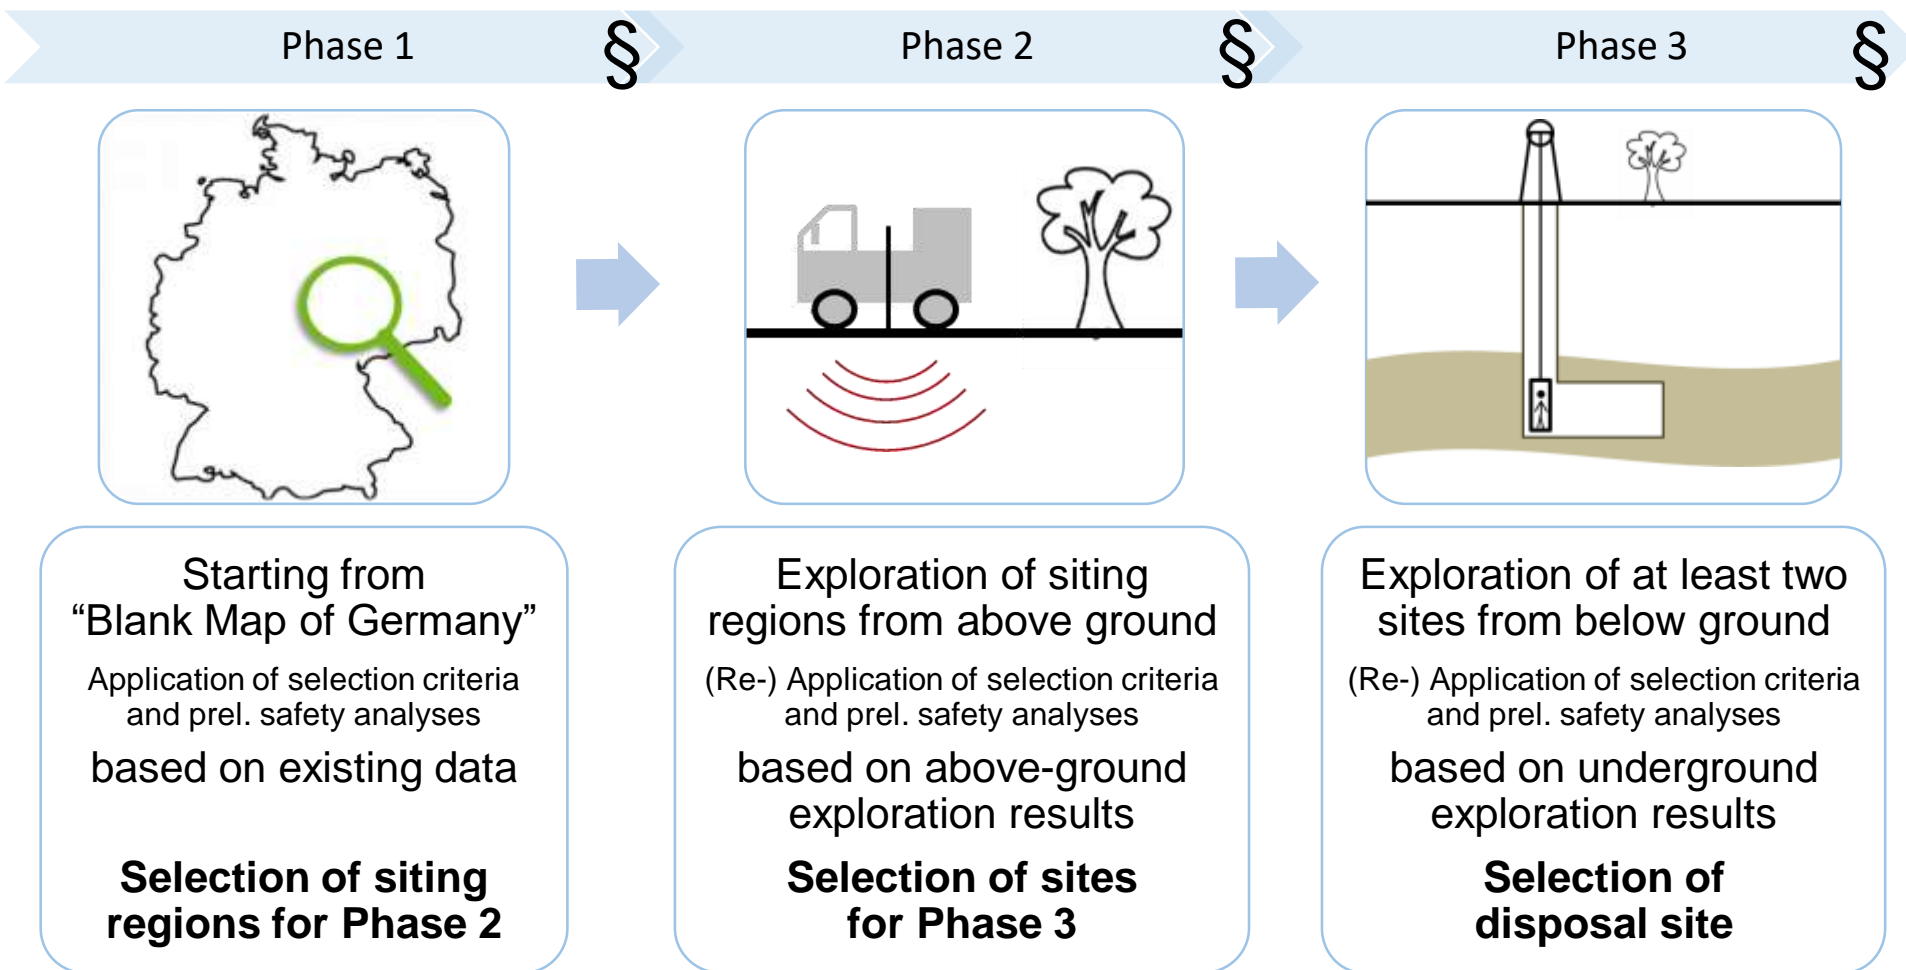 Phase 1
§
Phase 2
§
Phase 3
§
Starting from
“Blank Map of Germany”
Application of selection criteria
and prel. safety analyses
based on existing data
Selection of siting
regions for Phase 2
Exploration of siting
regions from above ground
(Re-) Application of selection criteria
and prel. safety analyses
based on above-ground
exploration results
Selection of sites
for Phase 3
Exploration of at least two
sites from below ground
(Re-) Application of selection criteria
and prel. safety analyses
based on underground
exploration results
Selection of
disposal site